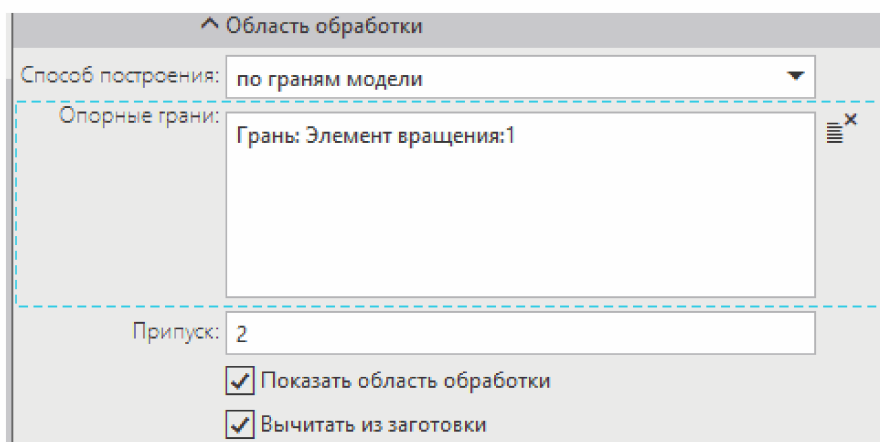 Область обработки
Способ построения: по граням модели
Опорные грани: Грань: Элемент вращения:1
Припуск: 2
Показать область обработки
Вычитать из заготовки